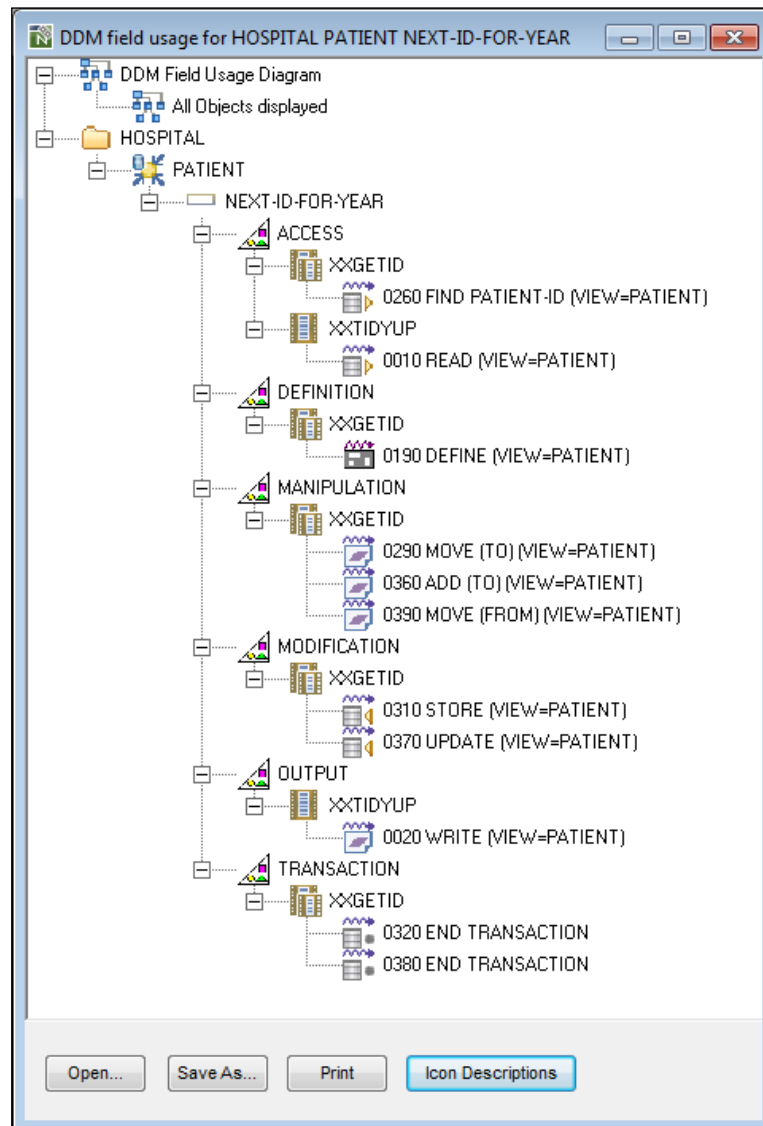 DDM field usage for HOSPITAL PATIENT NEXT-ID-FOR-YEAR
DDM Field Usage Diagram
All Objects displayed
HOSPITAL
PATIENT
NEXT-ID-FOR-YEAR
ACCESS
XXGETID
0260 FIND PATIENT-ID (VIEW=PATIENT)
XXTIDYUP
0010 READ (VIEW=PATIENT)
DEFINITION
XXGETID
0190 DEFINE (VIEW=PATIENT)
MANIPULATION
XXGETID
0290 MOVE (TO) (VIEW=PATIENT)
0360 ADD (TO) (VIEW=PATIENT)
0390 MOVE (FROM) (VIEW=PATIENT)
MODIFICATION
XXGETID
0310 STORE (VIEW=PATIENT)
0370 UPDATE (VIEW=PATIENT)
OUTPUT
XXTIDYUP
0020 WRITE (VIEW=PATIENT)
TRANSACTION
XXGETID
0320 END TRANSACTION
0380 END TRANSACTION
Open... Save As... Print Icon Descriptions